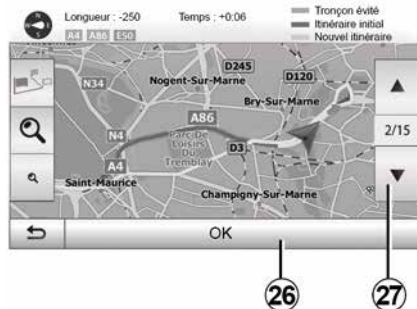 Longueur : -250
Temps : +0:06
Tronçon évité
Itinéraire initial
Nouvel itinéraire
A4 A86 E50
D245
N34
D120
Nogent-Sur-Marne
Bry-Sur-Marne
A86
2/15
N4
Parc De
Loisirs
Du
Tremblay
D3
A4
Saint-Maurice
Champigny-Sur-Marne
OK
26
27